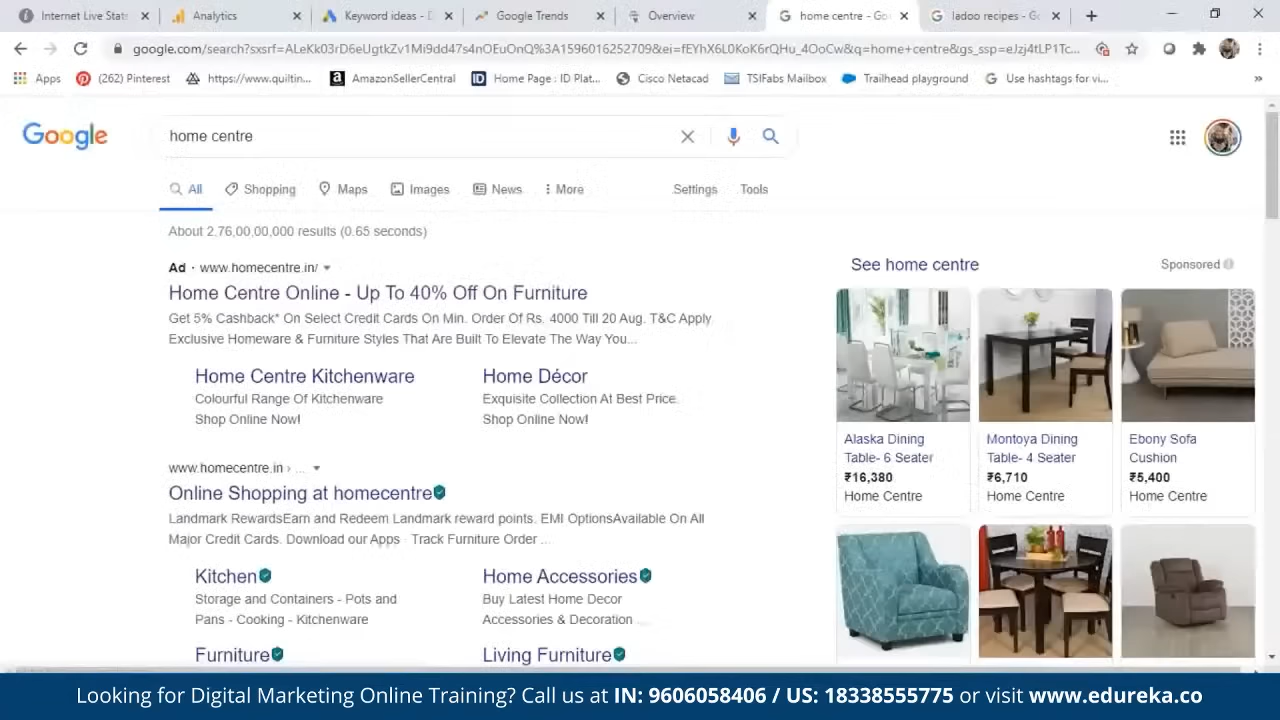 Internet Live Stats
Analytics
Keyword ideas - D
Google Trends
Overview
home centre - Goo
ladoo recipes - Go
google.com/search?sxsrf=ALeKk03rD6eUgtkZv1Mi9dd47s4nOEuOnQ%3A1596016252709&ei=fEYhX6L0KoK6rQHu_4OoCw&q=home+centre&gs_ssp=eJzj4tLP1Tc...
Apps
(262) Pinterest
https://www.quiltin...
AmazonSellerCentral
Home Page : ID Plat...
Cisco Netacad
TSIFabs Mailbox
Trailhead playground
Use hashtags for vi...
»
Google
home centre
All
Shopping
Maps
Images
News
More
Settings
Tools
About 2,76,00,00,000 results (0.65 seconds)
Ad · www.homecentre.in/
Home Centre Online - Up To 40% Off On Furniture
Get 5% Cashback* On Select Credit Cards On Min. Order Of Rs. 4000 Till 20 Aug. T&C Apply.
Exclusive Homeware & Furniture Styles That Are Built To Elevate The Way You...
Home Centre Kitchenware
Colourful Range Of Kitchenware
Shop Online Now!
Home Décor
Exquisite Collection At Best Price.
Shop Online Now!
www.homecentre.in › ...
Online Shopping at homecentre
Landmark RewardsEarn and Redeem Landmark reward points. EMI OptionsAvailable On All
Major Credit Cards. Download our Apps · Track Furniture Order ...
Kitchen
Storage and Containers - Pots and
Pans - Cooking - Kitchenware
Home Accessories
Buy Latest Home Decor
Accessories & Decoration ...
Furniture
Living Furniture
See home centre
Sponsored
Alaska Dining
Table- 6 Seater
₹16,380
Home Centre
Montoya Dining
Table- 4 Seater
₹6,710
Home Centre
Ebony Sofa
Cushion
₹5,400
Home Centre
Looking for Digital Marketing Online Training? Call us at IN: 9606058406 / US: 18338555775 or visit www.edureka.co